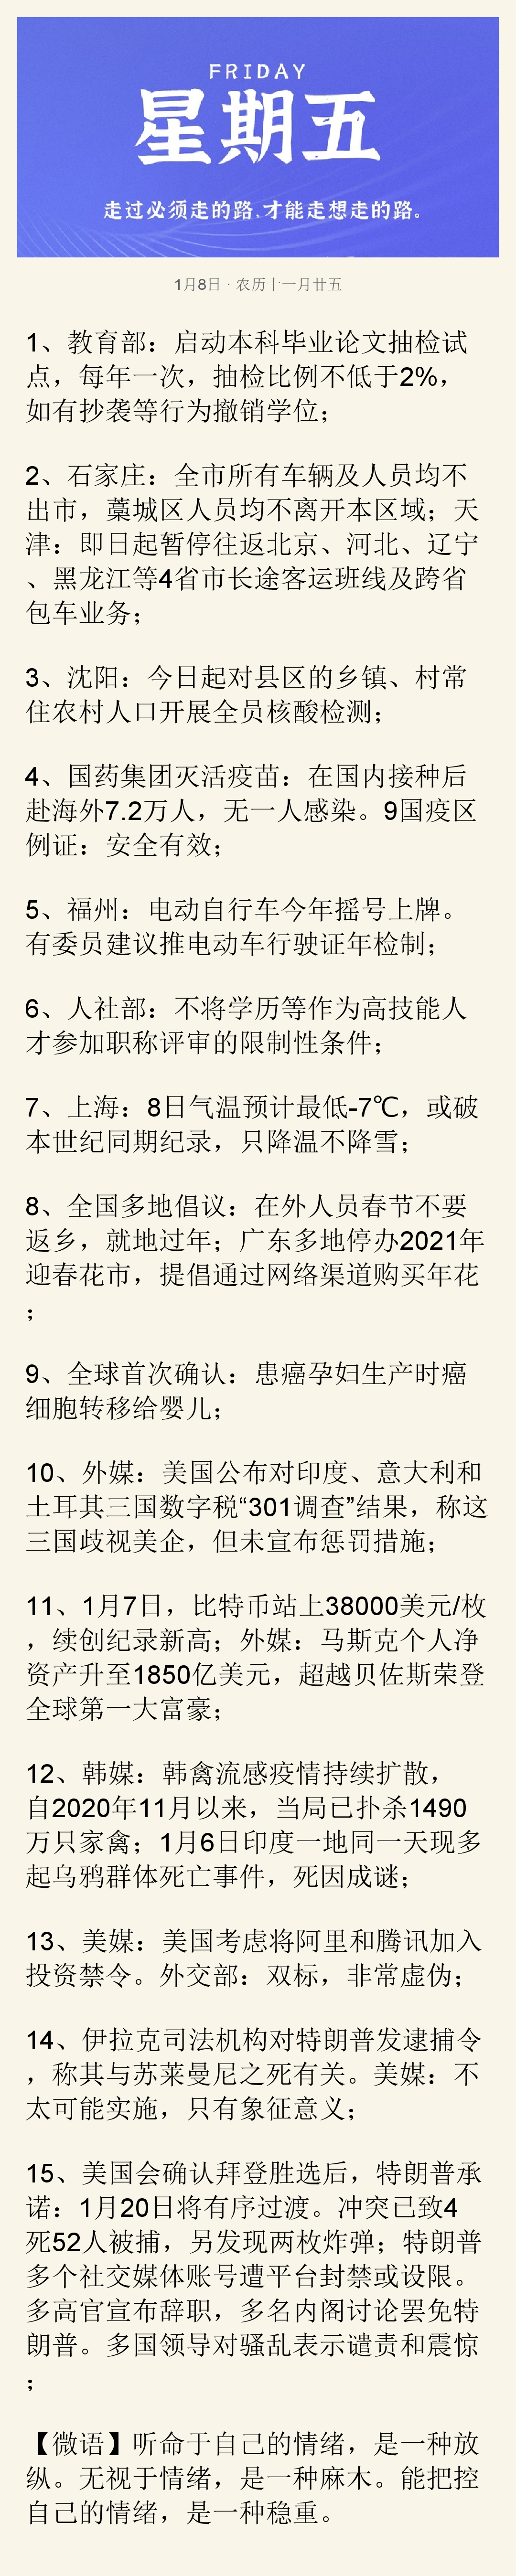 FRIDAY
星期五
走过必须走的路,才能走想走的路。
1月8日 · 农历十一月廿五
1、教育部：启动本科毕业论文抽检试
点，每年一次，抽检比例不低于2%，
如有抄袭等行为撤销学位；
2、石家庄：全市所有车辆及人员均不
出市，藁城区人员均不离开本区域；天
津：即日起暂停往返北京、河北、辽宁
、黑龙江等4省市长途客运班线及跨省
包车业务；
3、沈阳：今日起对县区的乡镇、村常
住农村人口开展全员核酸检测；
4、国药集团灭活疫苗：在国内接种后
赴海外7.2万人，无一人感染。9国疫区
例证：安全有效；
5、福州：电动自行车今年摇号上牌。
有委员建议推电动车行驶证年检制；
6、人社部：不将学历等作为高技能人
才参加职称评审的限制性条件；
7、上海：8日气温预计最低-7℃，或破
本世纪同期纪录，只降温不降雪；
8、全国多地倡议：在外人员春节不要
返乡，就地过年；广东多地停办2021年
迎春花市，提倡通过网络渠道购买年花
；
9、全球首次确认：患癌孕妇生产时癌
细胞转移给婴儿；
10、外媒：美国公布对印度、意大利和
土耳其三国数字税“301调查”结果，称这
三国歧视美企，但未宣布惩罚措施；
11、1月7日，比特币站上38000美元/枚
，续创纪录新高；外媒：马斯克个人净
资产升至1850亿美元，超越贝佐斯荣登
全球第一大富豪；
12、韩媒：韩禽流感疫情持续扩散，
自2020年11月以来，当局已扑杀1490
万只家禽；1月6日印度一地同一天现多
起乌鸦群体死亡事件，死因成谜；
13、美媒：美国考虑将阿里和腾讯加入
投资禁令。外交部：双标，非常虚伪；
14、伊拉克司法机构对特朗普发逮捕令
，称其与苏莱曼尼之死有关。美媒：不
太可能实施，只有象征意义；
15、美国会确认拜登胜选后，特朗普承
诺：1月20日将有序过渡。冲突已致4
死52人被捕，另发现两枚炸弹；特朗普
多个社交媒体账号遭平台封禁或设限。
多高官宣布辞职，多名内阁讨论罢免特
朗普。多国领导对骚乱表示谴责和震惊
；
【微语】听命于自己的情绪，是一种放
纵。无视于情绪，是一种麻木。能把控
自己的情绪，是一种稳重。